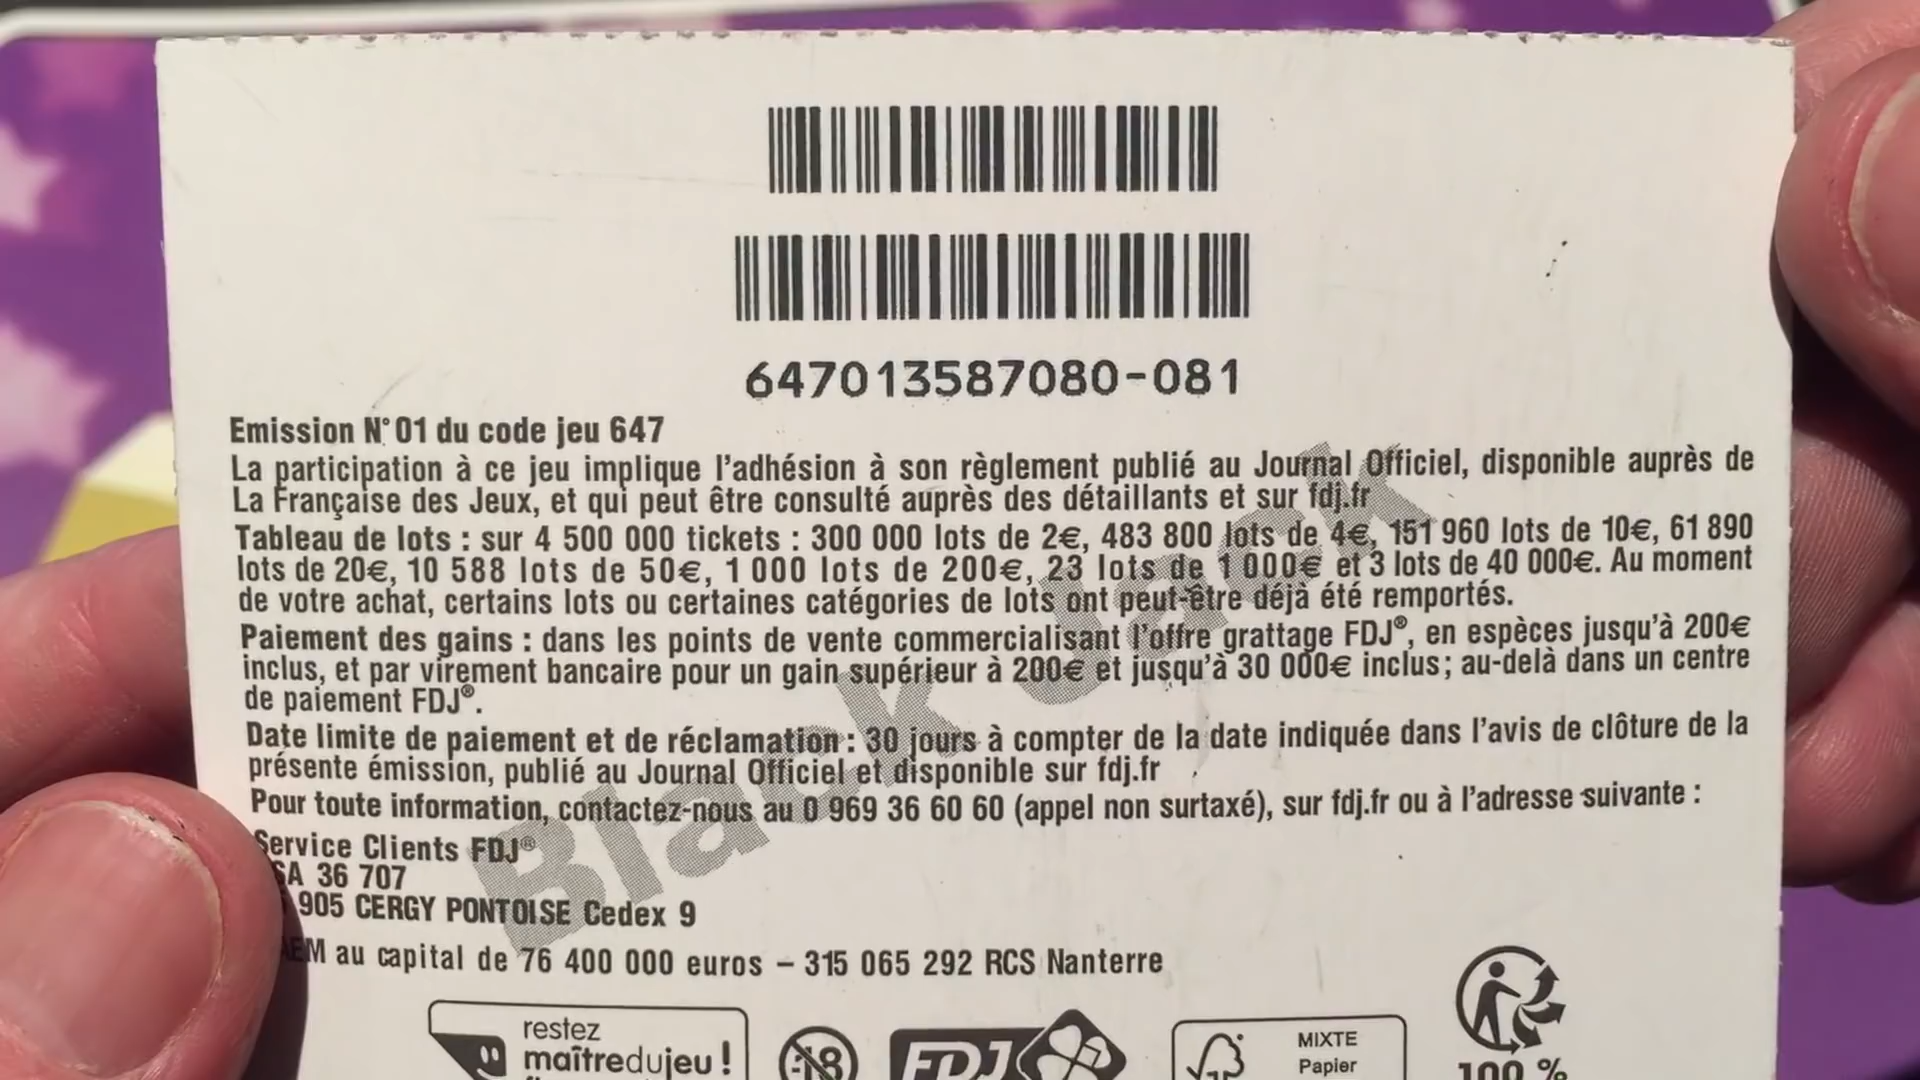 647013587080-081
Emission N° 01 du code jeu 647
La participation à ce jeu implique l'adhésion à son règlement publié au Journal Officiel, disponible auprès de
La Française des Jeux, et qui peut être consulté auprès des détaillants et sur fdj.fr
Tableau de lots : sur 4 500 000 tickets : 300 000 lots de 2€, 483 800 lots de 4€, 151 960 lots de 10€, 61 890
lots de 20€, 10 588 lots de 50€, 1 000 lots de 200€, 23 lots de 1 000€ et 3 lots de 40 000€. Au moment
de votre achat, certains lots ou certaines catégories de lots ont peut-être déjà été remportés.
Paiement des gains : dans les points de vente commercialisant l'offre grattage FDJ®, en espèces jusqu'à 200€
inclus, et par virement bancaire pour un gain supérieur à 200€ et jusqu'à 30 000€ inclus ; au-delà dans un centre
de paiement FDJ®.
Date limite de paiement et de réclamation : 30 jours à compter de la date indiquée dans l'avis de clôture de la
présente émission, publié au Journal Officiel et disponible sur fdj.fr
Pour toute information, contactez-nous au 0 969 36 60 60 (appel non surtaxé), sur fdj.fr ou à l'adresse suivante :
Service Clients FDJ®
SA 36 707
905 CERGY PONTOISE Cedex 9
EM au capital de 76 400 000 euros – 315 065 292 RCS Nanterre
Black Jack
restez
maîtredujeu !
-18
FDJ
MIXTE
Papier
100 %